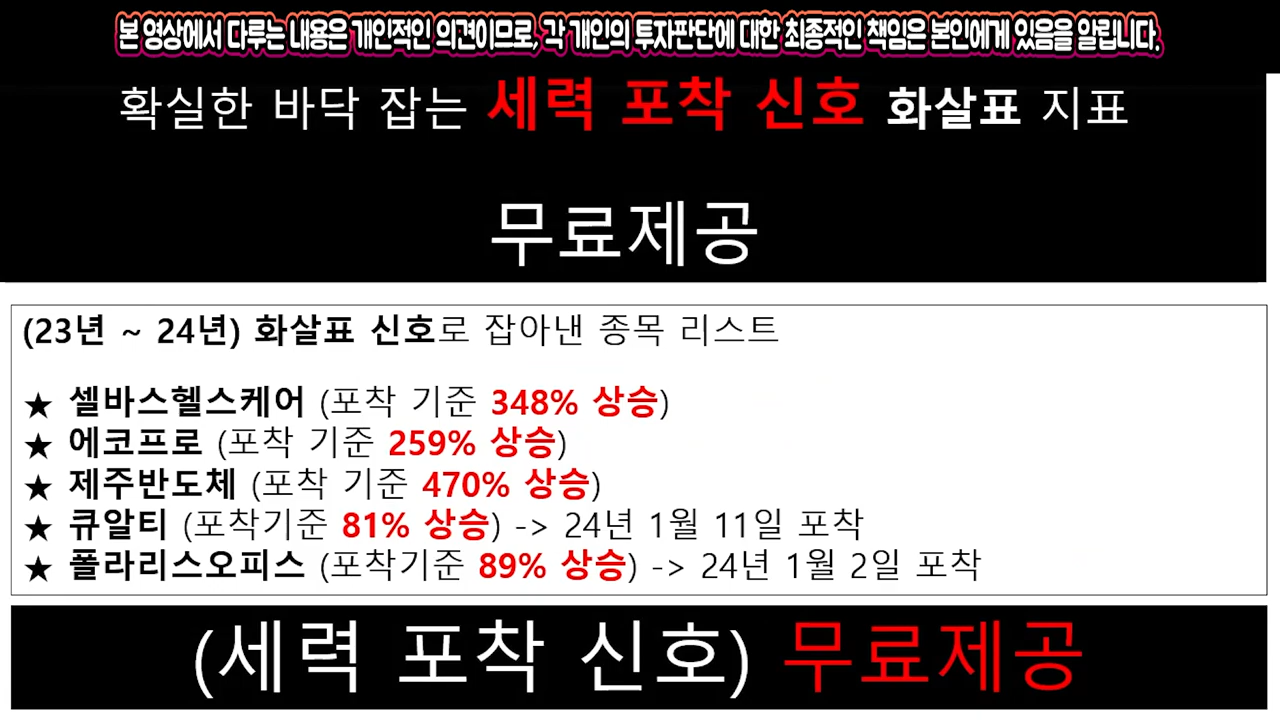 본 영상에서 다루는 내용은 개인적인 의견이므로, 각 개인의 투자판단에 대한 최종적인 책임은 본인에게 있음을 알립니다.
확실한 바닥 잡는 세력 포착 신호 화살표 지표
무료제공
(23년 ~ 24년) 화살표 신호로 잡아낸 종목 리스트
★ 셀바스헬스케어 (포착 기준 348% 상승)
★ 에코프로 (포착 기준 259% 상승)
★ 제주반도체 (포착 기준 470% 상승)
★ 큐알티 (포착기준 81% 상승) -> 24년 1월 11일 포착
★ 폴라리스오피스 (포착기준 89% 상승) -> 24년 1월 2일 포착
(세력 포착 신호) 무료제공